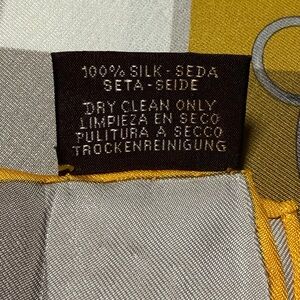 100% SILK - SEDA
SETA - SEIDE
DRY CLEAN ONLY
LIMPIEZA EN SECO
PULITURA A SECCO
TROCKENREINIGUNG